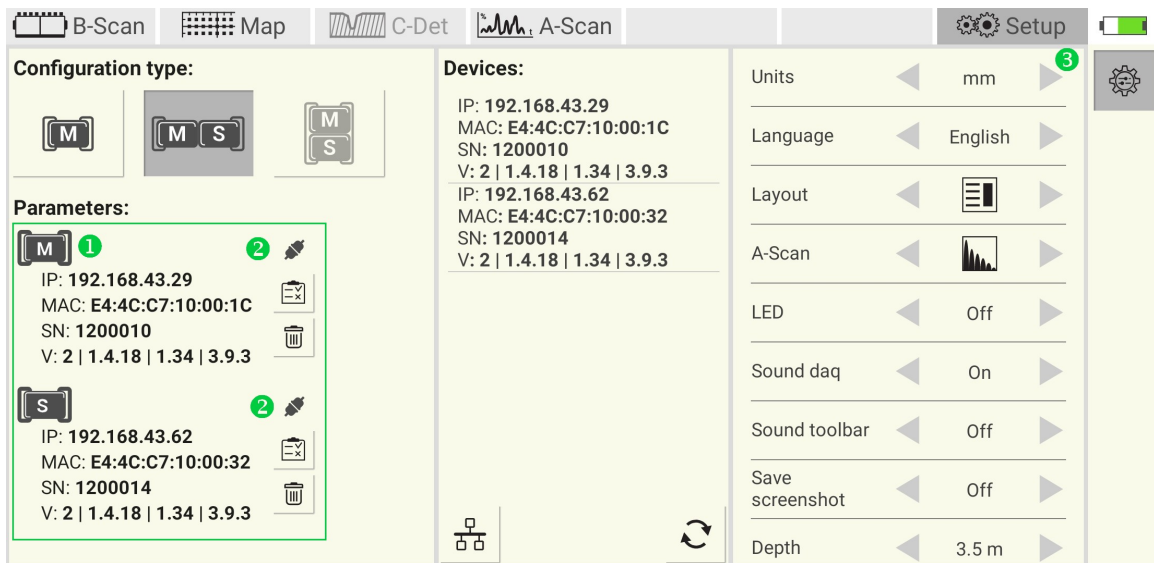 B-Scan
Map
C-Det
% t A-Scan
Setup
Configuration type:
M
M S
M
S
Parameters:
M 1 2
IP: 192.168.43.29
MAC: E4:4C:C7:10:00:1C
SN: 1200010
V: 2 | 1.4.18 | 1.34 | 3.9.3
S 2
IP: 192.168.43.62
MAC: E4:4C:C7:10:00:32
SN: 1200014
V: 2 | 1.4.18 | 1.34 | 3.9.3
Devices:
IP: 192.168.43.29
MAC: E4:4C:C7:10:00:1C
SN: 1200010
V: 2 | 1.4.18 | 1.34 | 3.9.3
IP: 192.168.43.62
MAC: E4:4C:C7:10:00:32
SN: 1200014
V: 2 | 1.4.18 | 1.34 | 3.9.3
3
Units mm
Language English
Layout
A-Scan
LED Off
Sound daq On
Sound toolbar Off
Save
screenshot Off
Depth 3.5 m